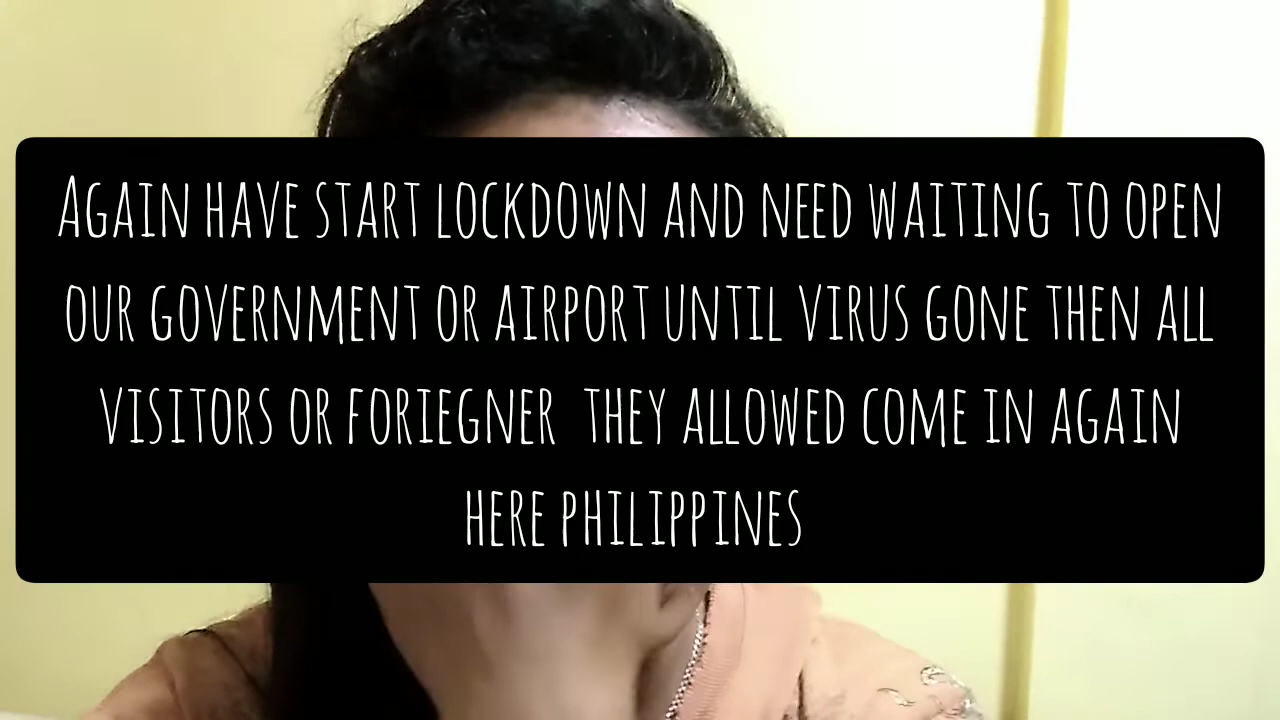 Again have start lockdown and need waiting to open
our government or airport until virus gone then all
visitors or foriegner they allowed come in again
here philippines